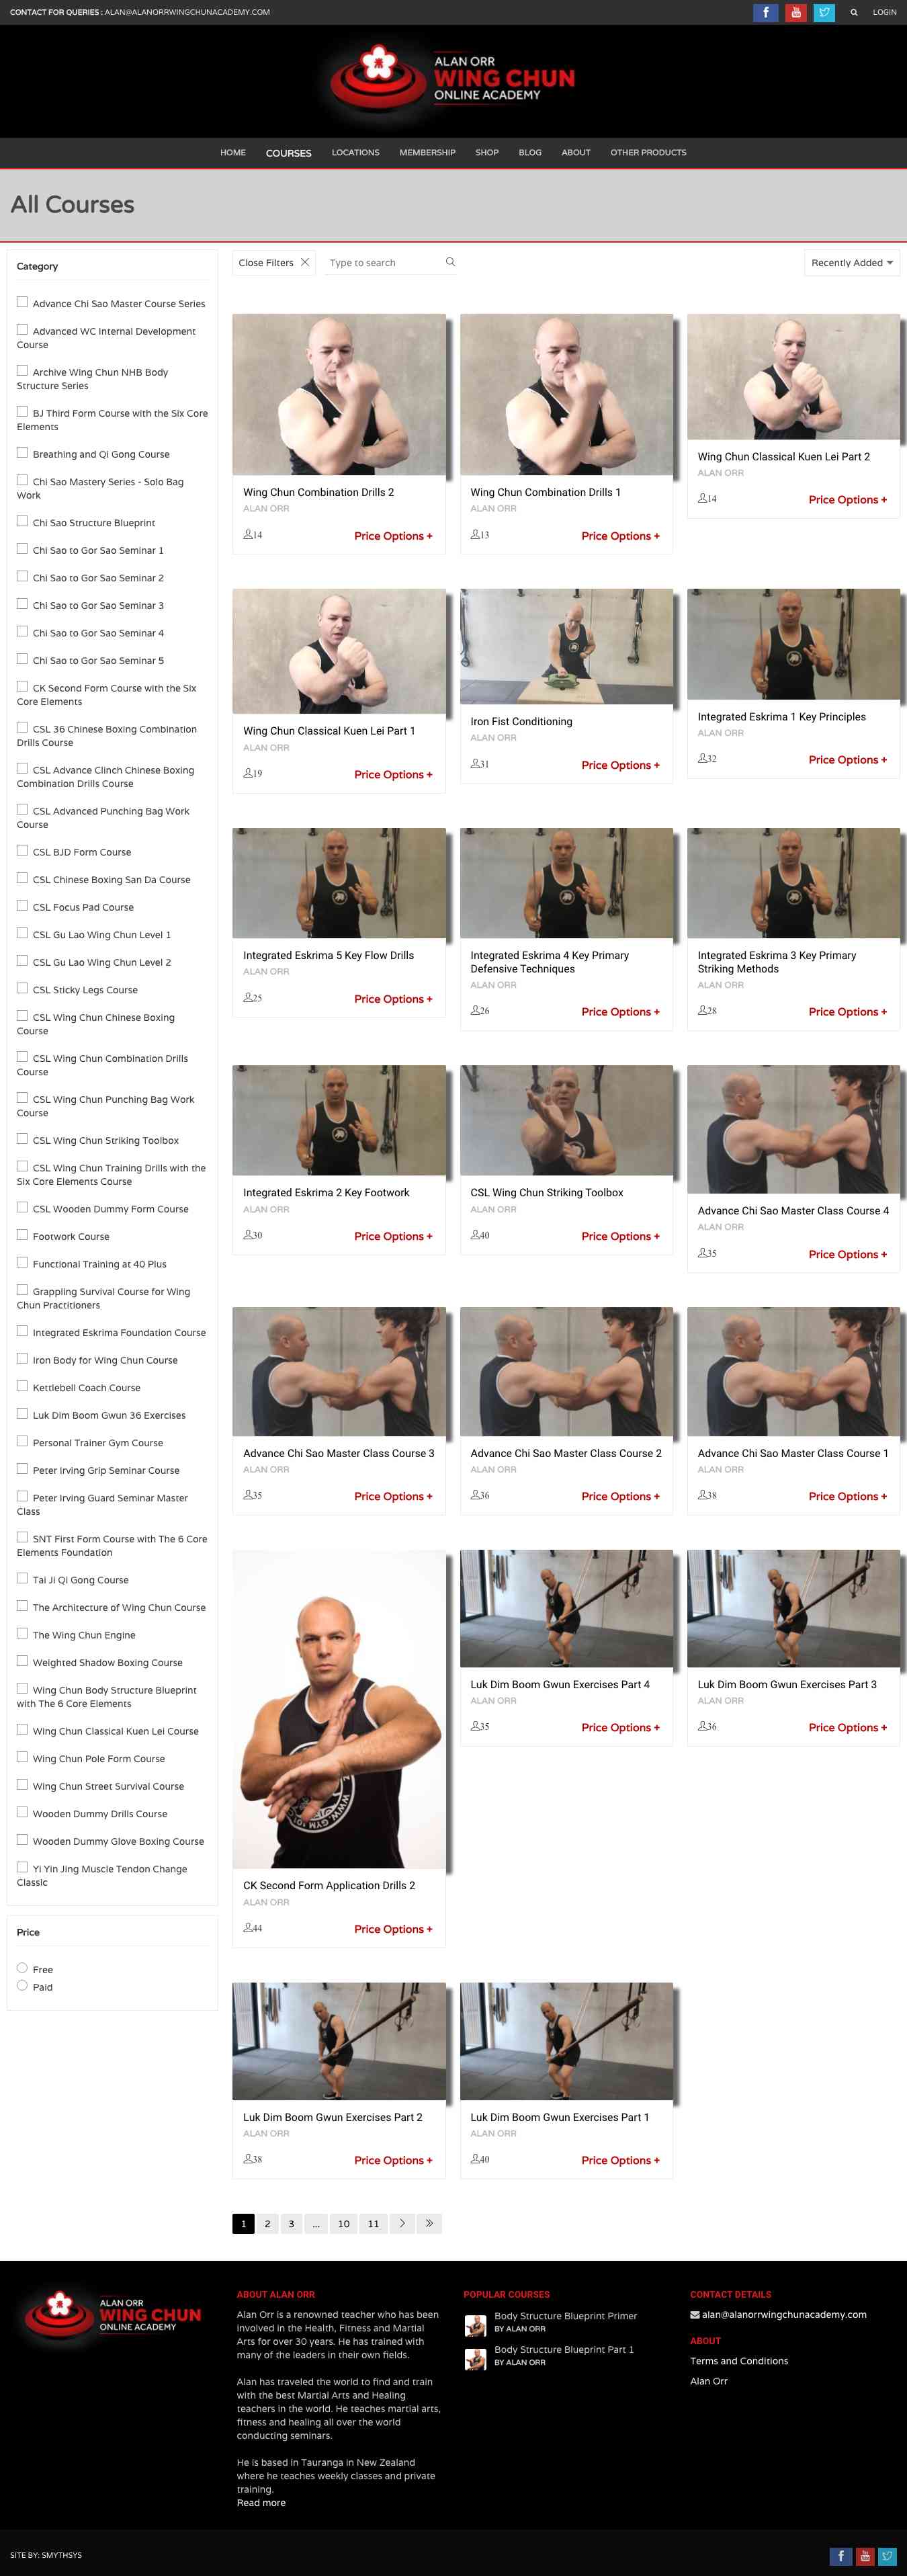 CONTACT FOR QUERIES : ALAN@ALANORRWINGCHUNACADEMY.COM
LOGIN
ALAN ORR
WING CHUN
ONLINE ACADEMY
HOME COURSES LOCATIONS MEMBERSHIP SHOP BLOG ABOUT OTHER PRODUCTS
All Courses
Category
Advance Chi Sao Master Course Series
Advanced WC Internal Development
Course
Archive Wing Chun NHB Body
Structure Series
BJ Third Form Course with the Six Core
Elements
Breathing and Qi Gong Course
Chi Sao Mastery Series - Solo Bag
Work
Chi Sao Structure Blueprint
Chi Sao to Gor Sao Seminar 1
Chi Sao to Gor Sao Seminar 2
Chi Sao to Gor Sao Seminar 3
Chi Sao to Gor Sao Seminar 4
Chi Sao to Gor Sao Seminar 5
CK Second Form Course with the Six
Core Elements
CSL 36 Chinese Boxing Combination
Drills Course
CSL Advance Clinch Chinese Boxing
Combination Drills Course
CSL Advanced Punching Bag Work
Course
CSL BJD Form Course
CSL Chinese Boxing San Da Course
CSL Focus Pad Course
CSL Gu Lao Wing Chun Level 1
CSL Gu Lao Wing Chun Level 2
CSL Sticky Legs Course
CSL Wing Chun Chinese Boxing
Course
CSL Wing Chun Combination Drills
Course
CSL Wing Chun Punching Bag Work
Course
CSL Wing Chun Striking Toolbox
CSL Wing Chun Training Drills with the
Six Core Elements Course
CSL Wooden Dummy Form Course
Footwork Course
Functional Training at 40 Plus
Grappling Survival Course for Wing
Chun Practitioners
Integrated Eskrima Foundation Course
Iron Body for Wing Chun Course
Kettlebell Coach Course
Luk Dim Boom Gwun 36 Exercises
Personal Trainer Gym Course
Peter Irving Grip Seminar Course
Peter Irving Guard Seminar Master
Class
SNT First Form Course with The 6 Core
Elements Foundation
Tai Ji Qi Gong Course
The Architecture of Wing Chun Course
The Wing Chun Engine
Weighted Shadow Boxing Course
Wing Chun Body Structure Blueprint
with The 6 Core Elements
Wing Chun Classical Kuen Lei Course
Wing Chun Pole Form Course
Wing Chun Street Survival Course
Wooden Dummy Drills Course
Wooden Dummy Glove Boxing Course
Yi Yin Jing Muscle Tendon Change
Classic
Price
Free
Paid
Close Filters
Type to search
Recently Added
Wing Chun Combination Drills 2
ALAN ORR
14 Price Options +
Wing Chun Combination Drills 1
ALAN ORR
13 Price Options +
Wing Chun Classical Kuen Lei Part 2
ALAN ORR
14 Price Options +
Wing Chun Classical Kuen Lei Part 1
ALAN ORR
19 Price Options +
Iron Fist Conditioning
ALAN ORR
31 Price Options +
Integrated Eskrima 1 Key Principles
ALAN ORR
32 Price Options +
Integrated Eskrima 5 Key Flow Drills
ALAN ORR
25 Price Options +
Integrated Eskrima 4 Key Primary
Defensive Techniques
ALAN ORR
26 Price Options +
Integrated Eskrima 3 Key Primary
Striking Methods
ALAN ORR
28 Price Options +
Integrated Eskrima 2 Key Footwork
ALAN ORR
30 Price Options +
CSL Wing Chun Striking Toolbox
ALAN ORR
40 Price Options +
Advance Chi Sao Master Class Course 4
ALAN ORR
35 Price Options +
Advance Chi Sao Master Class Course 3
ALAN ORR
35 Price Options +
Advance Chi Sao Master Class Course 2
ALAN ORR
36 Price Options +
Advance Chi Sao Master Class Course 1
ALAN ORR
38 Price Options +
CK Second Form Application Drills 2
ALAN ORR
44 Price Options +
Luk Dim Boom Gwun Exercises Part 4
ALAN ORR
35 Price Options +
Luk Dim Boom Gwun Exercises Part 3
ALAN ORR
36 Price Options +
Luk Dim Boom Gwun Exercises Part 2
ALAN ORR
38 Price Options +
Luk Dim Boom Gwun Exercises Part 1
ALAN ORR
40 Price Options +
1 2 3 ... 10 11
ALAN ORR
WING CHUN
ONLINE ACADEMY
ABOUT ALAN ORR
Alan Orr is a renowned teacher who has been
involved in the Health, Fitness and Martial
Arts for over 30 years. He has trained with
many of the leaders in their own fields.
Alan has traveled the world to find and train
with the best Martial Arts and Healing
teachers in the world. He teaches martial arts,
fitness and healing all over the world
conducting seminars.
He is based in Tauranga in New Zealand
where he teaches weekly classes and private
training.
Read more
POPULAR COURSES
Body Structure Blueprint Primer
BY ALAN ORR
Body Structure Blueprint Part 1
BY ALAN ORR
CONTACT DETAILS
alan@alanorrwingchunacademy.com
ABOUT
Terms and Conditions
Alan Orr
SITE BY: SMYTHSYS